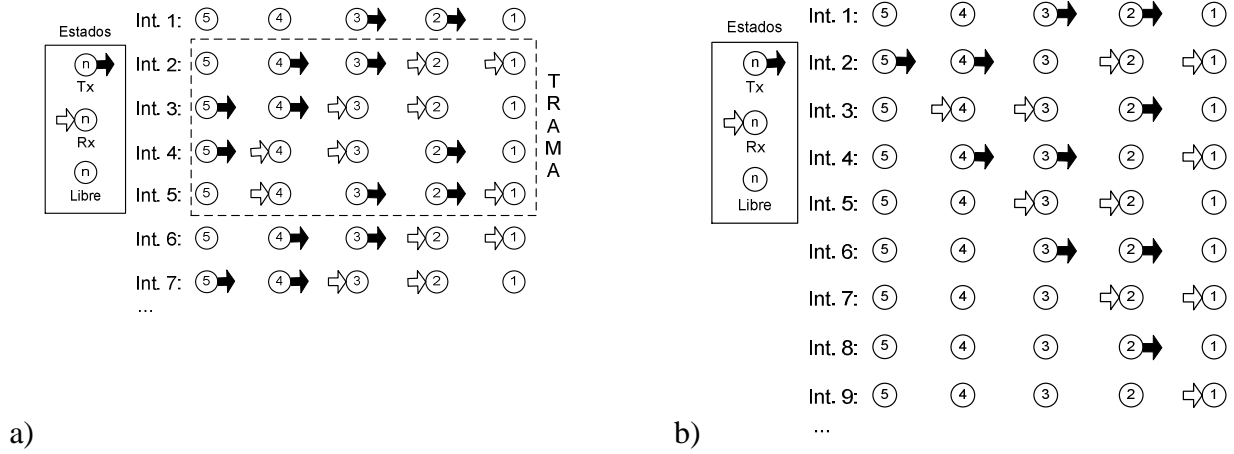 Estados
n
Tx
n
Rx
n
Libre
Int. 1: 5 4 3 2 1
Int. 2: 5 4 3 2 1
Int. 3: 5 4 3 2 1
Int. 4: 5 4 3 2 1
Int. 5: 5 4 3 2 1
Int. 6: 5 4 3 2 1
Int. 7: 5 4 3 2 1
...
TRAMA
a)
Estados
n
Tx
n
Rx
n
Libre
Int. 1: 5 4 3 2 1
Int. 2: 5 4 3 2 1
Int. 3: 5 4 3 2 1
Int. 4: 5 4 3 2 1
Int. 5: 5 4 3 2 1
Int. 6: 5 4 3 2 1
Int. 7: 5 4 3 2 1
Int. 8: 5 4 3 2 1
Int. 9: 5 4 3 2 1
...
b)